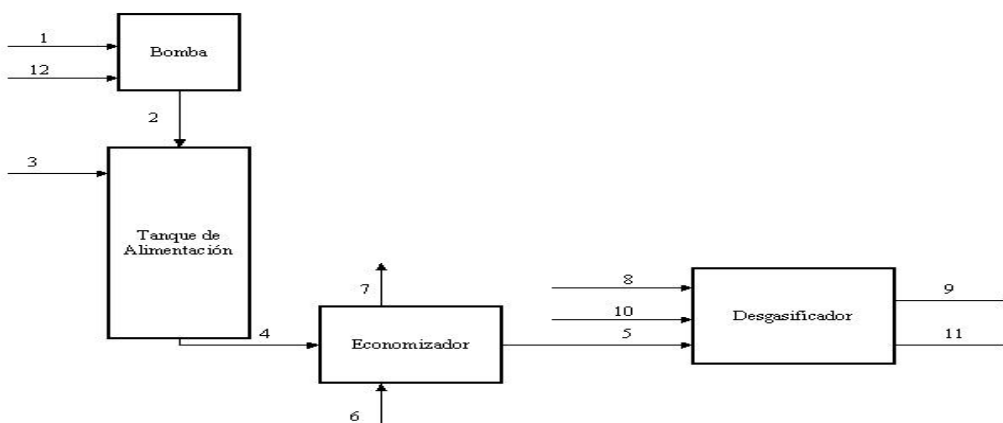 1
Bomba
12
2
3
Tanque de
Alimentación
7
8
9
10
Desgasificador
4
Economizador
5
11
6